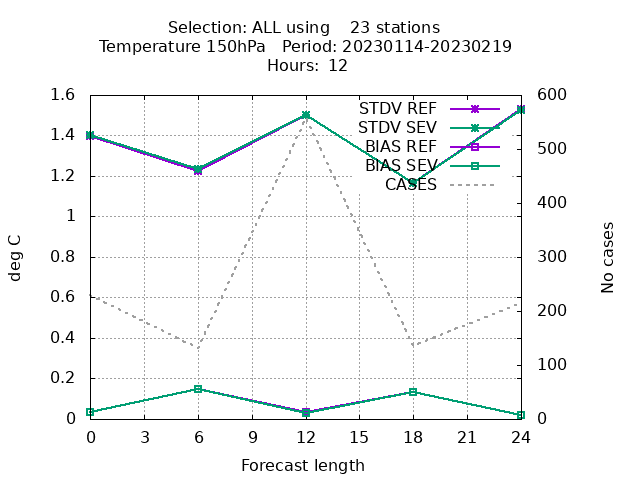 Selection: ALL using    23 stations
Temperature 150hPa   Period: 20230114-20230219
Hours: 12
1.6
1.4
1.2
1
0.8
0.6
0.4
0.2
0
deg C
600
500
400
300
200
100
0
No cases
STDV REF
STDV SEV
BIAS REF
BIAS SEV
CASES
0 3 6 9 12 15 18 21 24
Forecast length